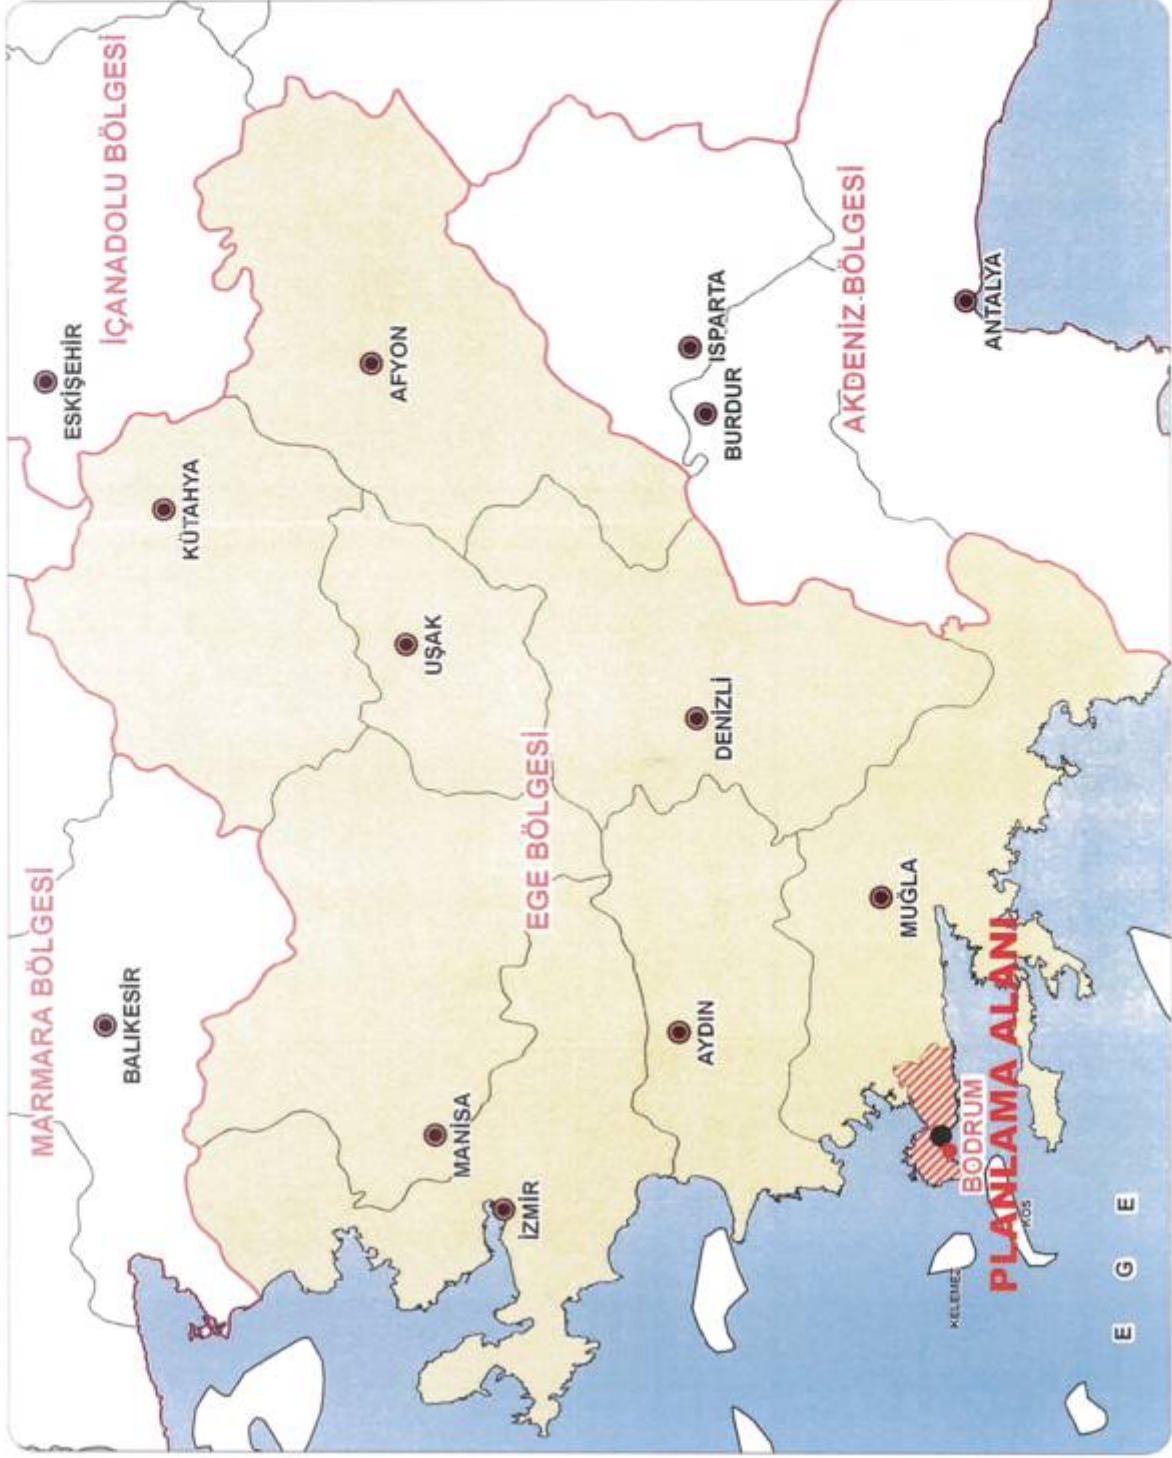 MARMARA BÖLGESİ
ESKİŞEHİR
İÇANADOLU BÖLGESİ
BALIKESİR
KÜTAHYA
AFYON
UŞAK
MANİSA
İZMİR
EGE BÖLGESİ
AYDIN
ISPARTA
DENİZLİ
BURDUR
AKDENİZ BÖLGESİ
MUĞLA
KELEMEZ
BODRUM
ANTALYA
PLANLAMA ALANI
KOS
E G E